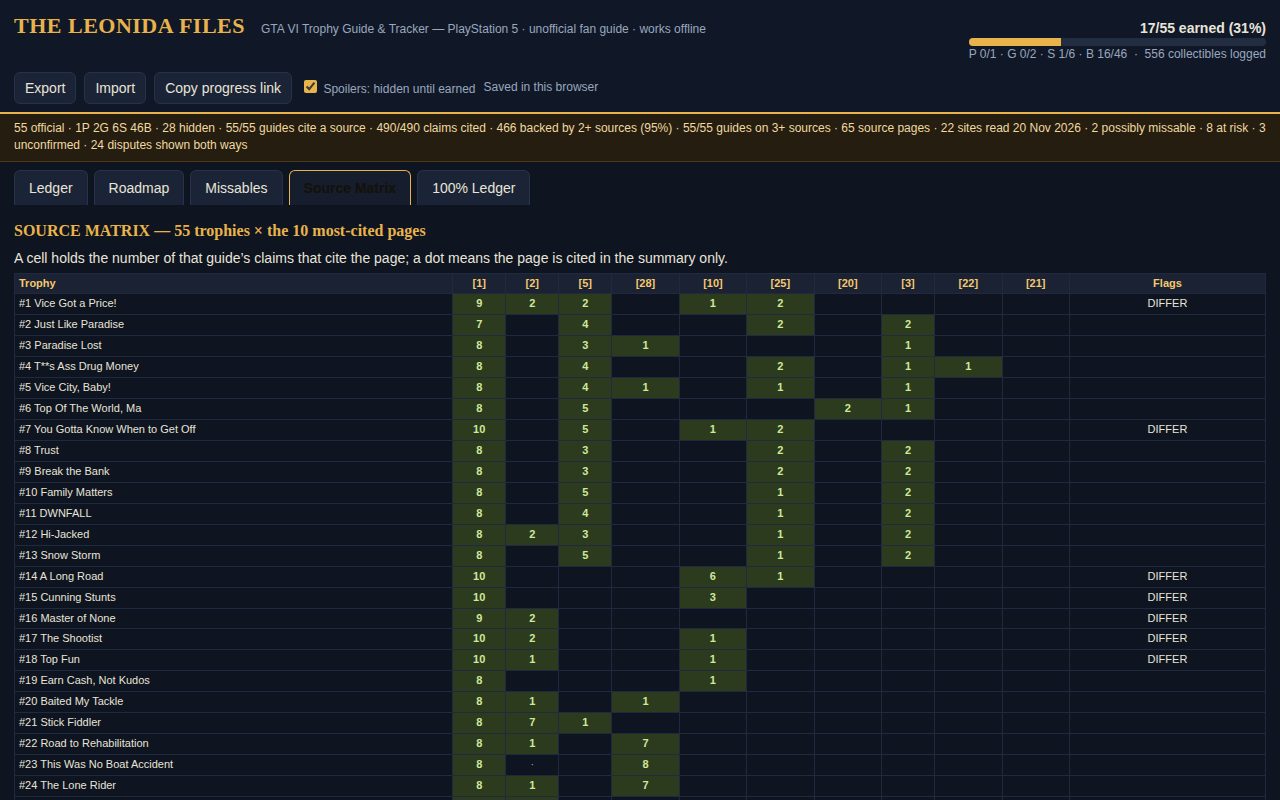 THE LEONIDA FILES GTA VI Trophy Guide & Tracker — PlayStation 5 · unofficial fan guide · works offline
17/55 earned (31%)
P 0/1 · G 0/2 · S 1/6 · B 16/46 · 556 collectibles logged
Export Import Copy progress link Spoilers: hidden until earned Saved in this browser
55 official · 1P 2G 6S 46B · 28 hidden · 55/55 guides cite a source · 490/490 claims cited · 466 backed by 2+ sources (95%) · 55/55 guides on 3+ sources · 65 source pages · 22 sites read 20 Nov 2026 · 2 possibly missable · 8 at risk · 3
unconfirmed · 24 disputes shown both ways
Ledger Roadmap Missables Source Matrix 100% Ledger
SOURCE MATRIX — 55 trophies × the 10 most-cited pages
A cell holds the number of that guide's claims that cite the page; a dot means the page is cited in the summary only.
Trophy [1] [2] [5] [28] [10] [25] [20] [3] [22] [21] Flags
#1 Vice Got a Price! 9 2 2 1 2 DIFFER
#2 Just Like Paradise 7 4 2 2
#3 Paradise Lost 8 3 1 1
#4 T**s Ass Drug Money 8 4 2 1 1
#5 Vice City, Baby! 8 4 1 1 1
#6 Top Of The World, Ma 8 5 2 1
#7 You Gotta Know When to Get Off 10 5 1 2 DIFFER
#8 Trust 8 3 2 2
#9 Break the Bank 8 3 2 2
#10 Family Matters 8 5 1 2
#11 DWNFALL 8 4 1 2
#12 Hi-Jacked 8 2 3 1 2
#13 Snow Storm 8 5 1 2
#14 A Long Road 10 6 1 DIFFER
#15 Cunning Stunts 10 3 DIFFER
#16 Master of None 9 2 DIFFER
#17 The Shootist 10 2 1 DIFFER
#18 Top Fun 10 1 1 DIFFER
#19 Earn Cash, Not Kudos 8 1
#20 Baited My Tackle 8 1 1
#21 Stick Fiddler 8 7 1
#22 Road to Rehabilitation 8 1 7
#23 This Was No Boat Accident 8 · 8
#24 The Lone Rider 8 1 7